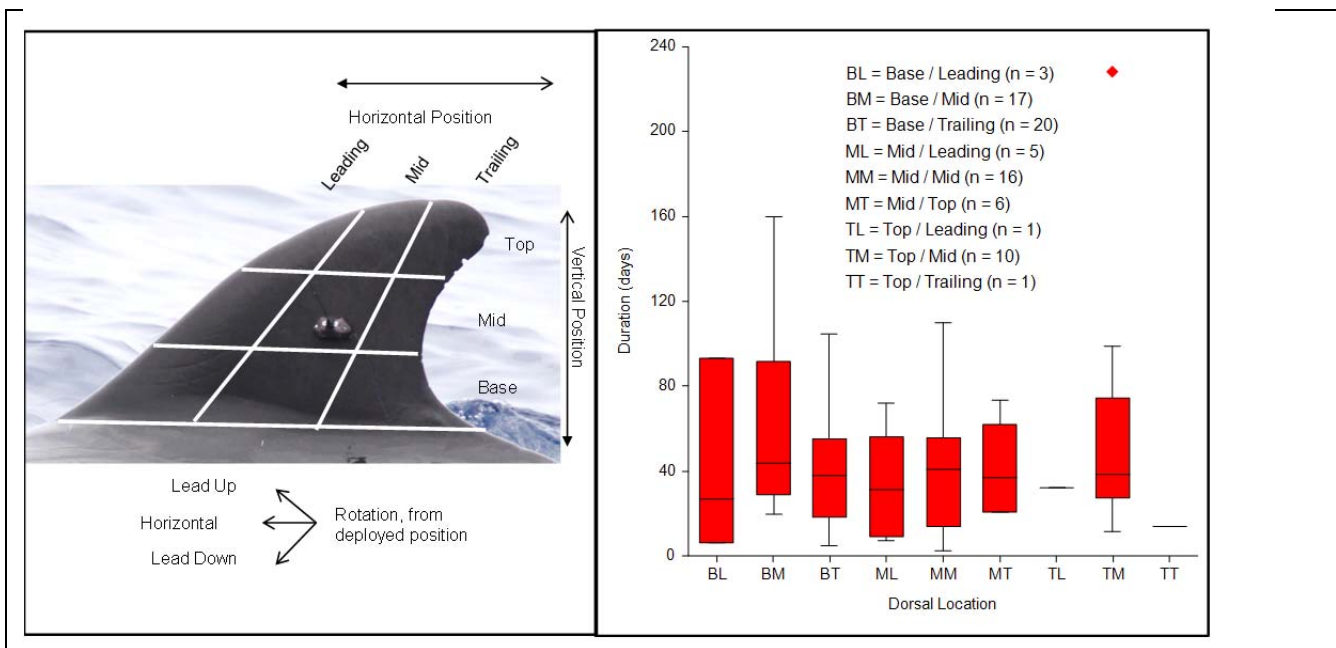 Horizontal Position
Leading
Mid
Trailing
Top
Mid
Base
Vertical Position
Lead Up
Horizontal
Lead Down
Rotation, from
deployed position
240
200
160
120
80
40
0
Duration (days)
BL = Base / Leading (n = 3)
BM = Base / Mid (n = 17)
BT = Base / Trailing (n = 20)
ML = Mid / Leading (n = 5)
MM = Mid / Mid (n = 16)
MT = Mid / Top (n = 6)
TL = Top / Leading (n = 1)
TM = Top / Mid (n = 10)
TT = Top / Trailing (n = 1)
BL BM BT ML MM MT TL TM TT
Dorsal Location